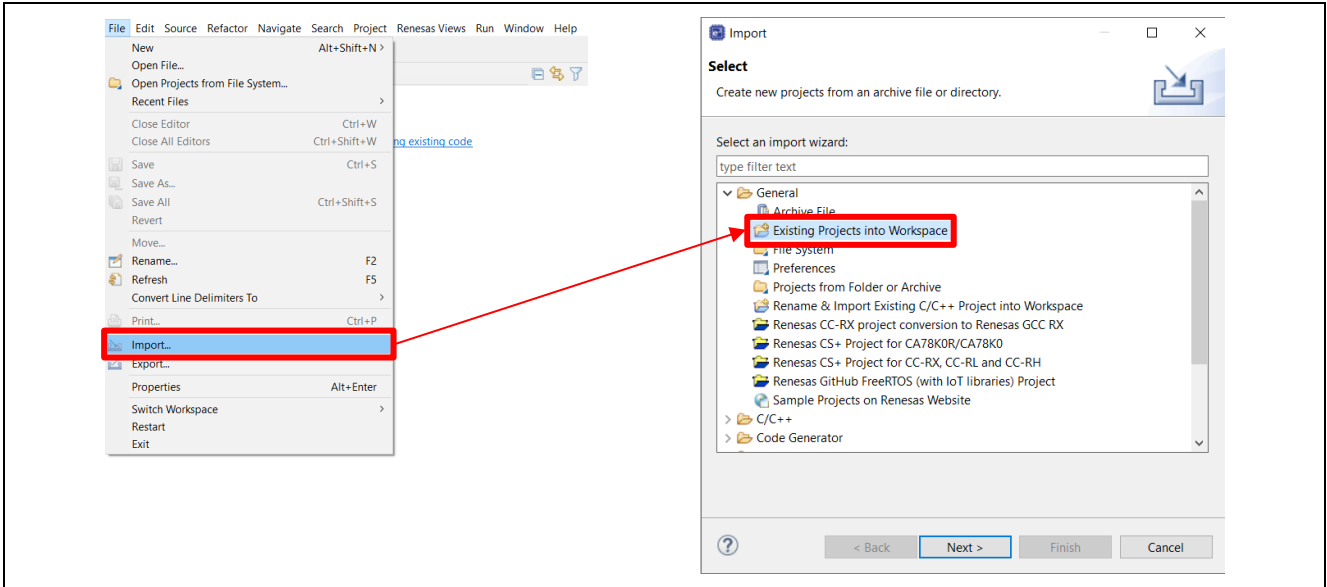 File Edit Source Refactor Navigate Search Project Renesas Views Run Window Help
New Alt+Shift+N >
Open File...
Open Projects from File System...
Recent Files >
Close Editor Ctrl+W
Close All Editors Ctrl+Shift+W
ng existing code
Save Ctrl+S
Save As...
Save All Ctrl+Shift+S
Revert
Move...
Rename... F2
Refresh F5
Convert Line Delimiters To >
Print... Ctrl+P
Import...
Export...
Properties Alt+Enter
Switch Workspace >
Restart
Exit
Import
Select
Create new projects from an archive file or directory.
Select an import wizard:
type filter text
General
Archive File
Existing Projects into Workspace
File System
Preferences
Projects from Folder or Archive
Rename & Import Existing C/C++ Project into Workspace
Renesas CC-RX project conversion to Renesas GCC RX
Renesas CS+ Project for CA78K0R/CA78K0
Renesas CS+ Project for CC-RX, CC-RL and CC-RH
Renesas GitHub FreeRTOS (with IoT libraries) Project
Sample Projects on Renesas Website
> C/C++
> Code Generator
? < Back Next > Finish Cancel